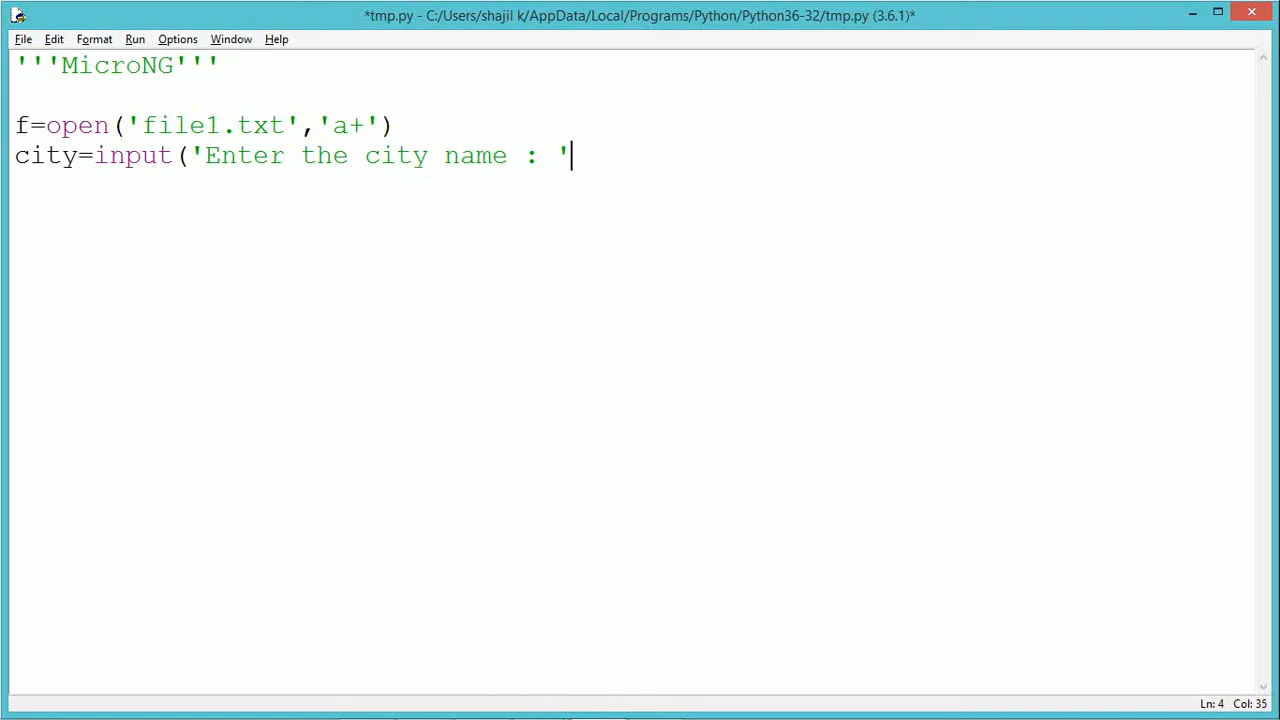 *tmp.py - C:/Users/shajil k/AppData/Local/Programs/Python/Python36-32/tmp.py (3.6.1)*
File Edit Format Run Options Window Help
'''MicroNG'''
f=open('file1.txt','a+')
city=input('Enter the city name : '
Ln: 4 Col: 35